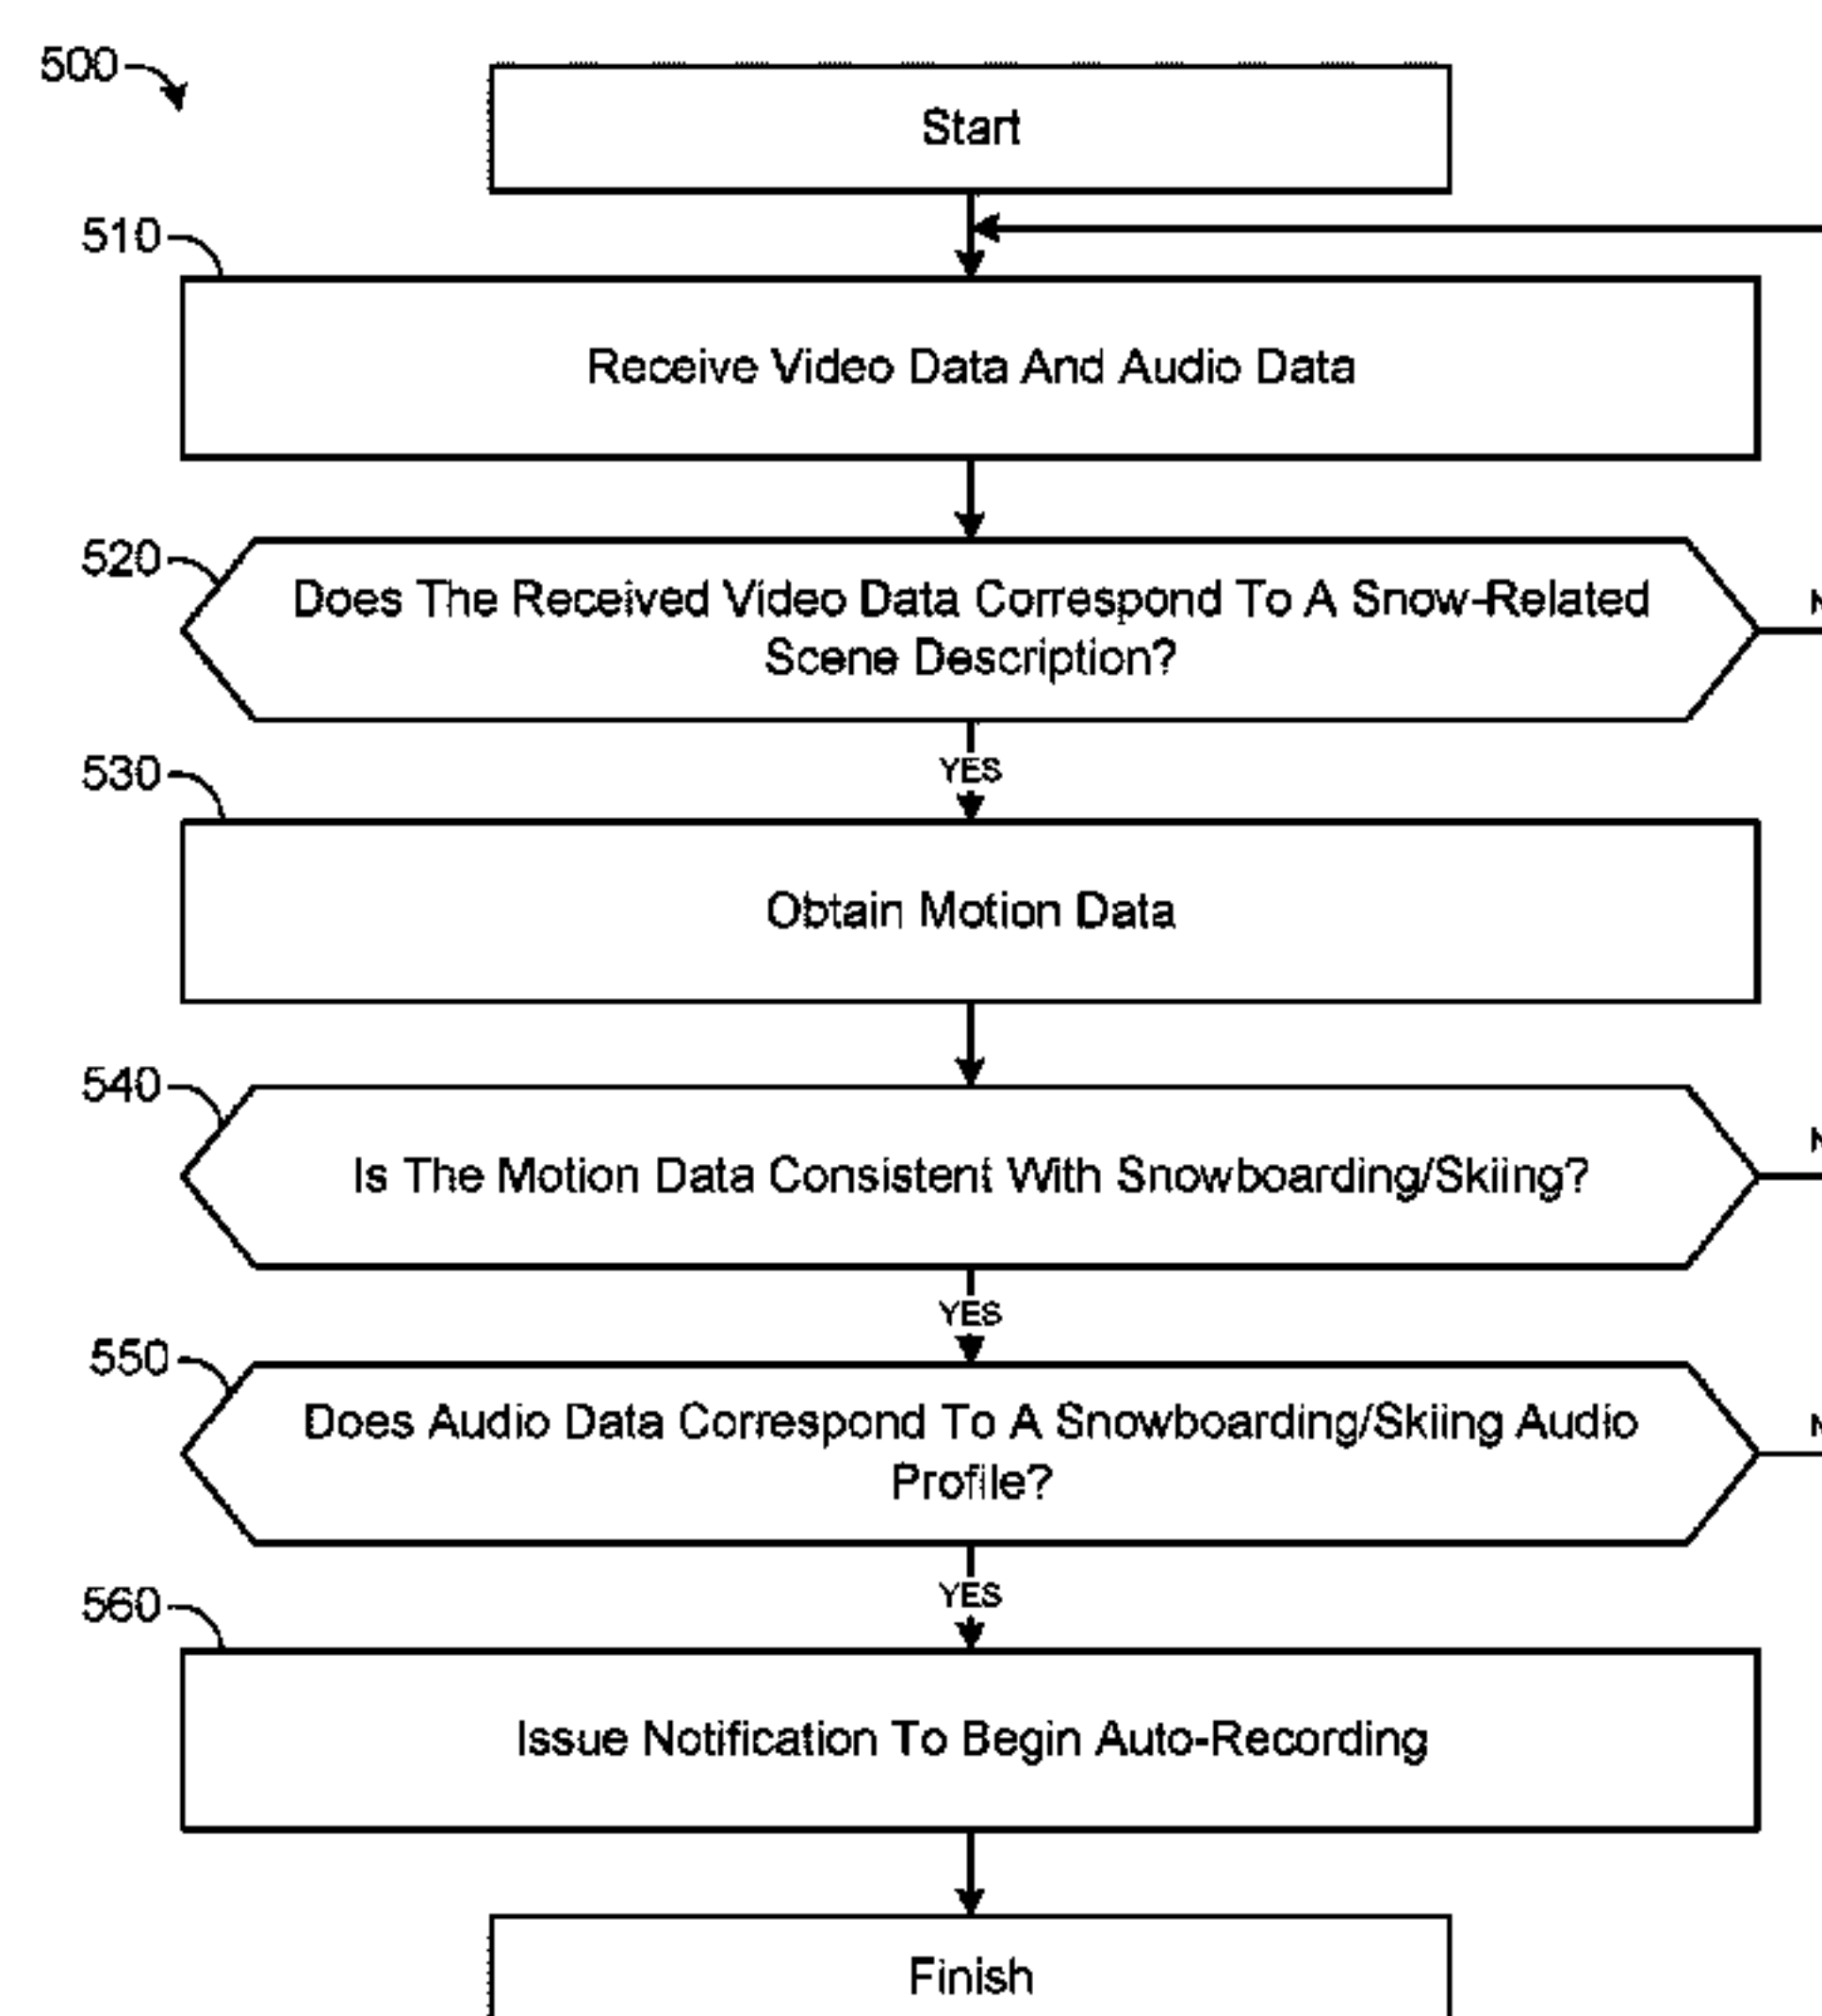 500
Start
510
Receive Video Data And Audio Data
520
Does The Received Video Data Correspond To A Snow-Related
Scene Description?
YES
530
Obtain Motion Data
540
Is The Motion Data Consistent With Snowboarding/Skiing?
YES
550
Does Audio Data Correspond To A Snowboarding/Skiing Audio
Profile?
YES
560
Issue Notification To Begin Auto-Recording
Finish